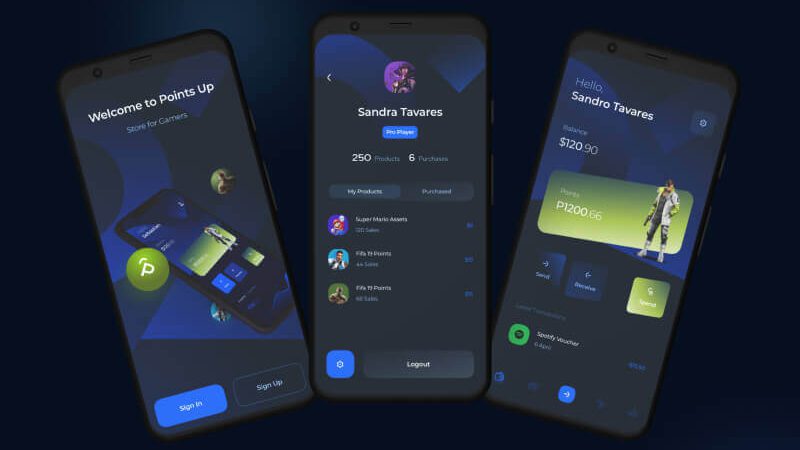 Welcome to Points Up
Store for Gamers
Sign In
Sign Up
Sandra Tavares
Pro Player
250 Products 6 Purchases
My Products
Purchased
Super Mario Assets
120 Sales
Fifa 19 Points
44 Sales
Fifa 19 Points
68 Sales
Logout
Hello,
Sandro Tavares
Balance
$120.90
Points
P1200.66
Send
Receive
Spend
Spotify Voucher
6 April